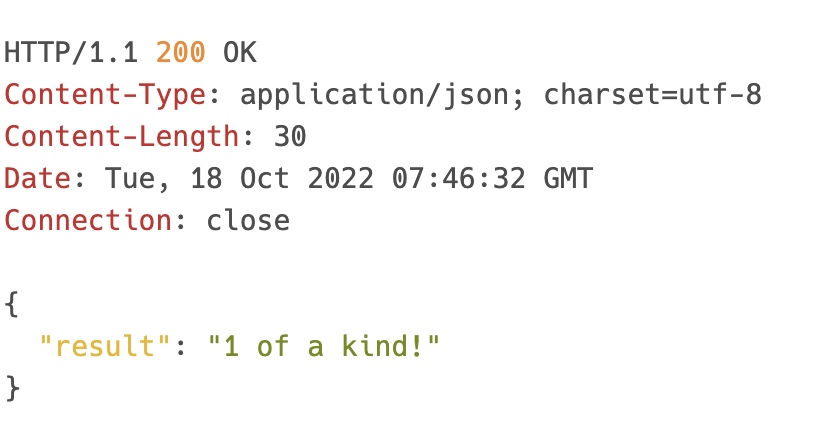 HTTP/1.1 200 OK
Content-Type: application/json; charset=utf-8
Content-Length: 30
Date: Tue, 18 Oct 2022 07:46:32 GMT
Connection: close

{
  "result": "1 of a kind!"
}